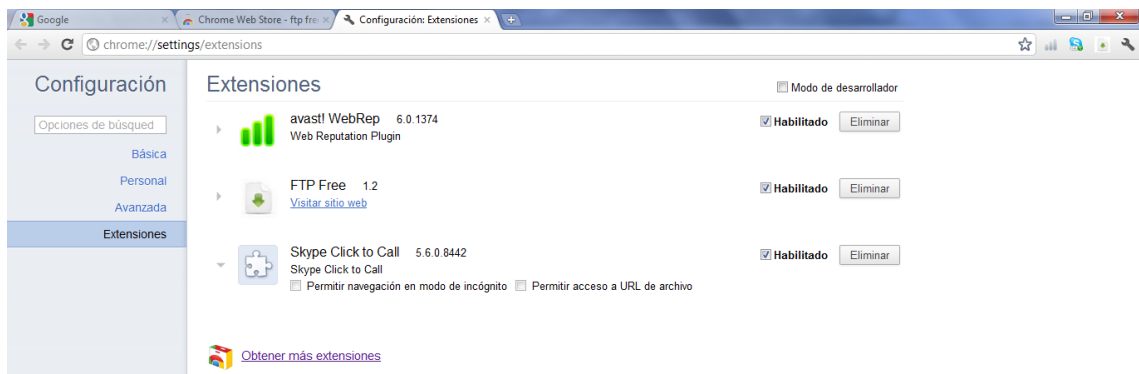 Google
Chrome Web Store - ftp fre
Configuración: Extensiones
chrome://settings/extensions
Configuración
Extensiones
Modo de desarrollador
Opciones de búsqued
Básica
Personal
Avanzada
Extensiones
avast! WebRep 6.0.1374
Web Reputation Plugin
Habilitado Eliminar
FTP Free 1.2
Visitar sitio web
Habilitado Eliminar
Skype Click to Call 5.6.0.8442
Skype Click to Call
Habilitado Eliminar
Permitir navegación en modo de incógnito Permitir acceso a URL de archivo
Obtener más extensiones